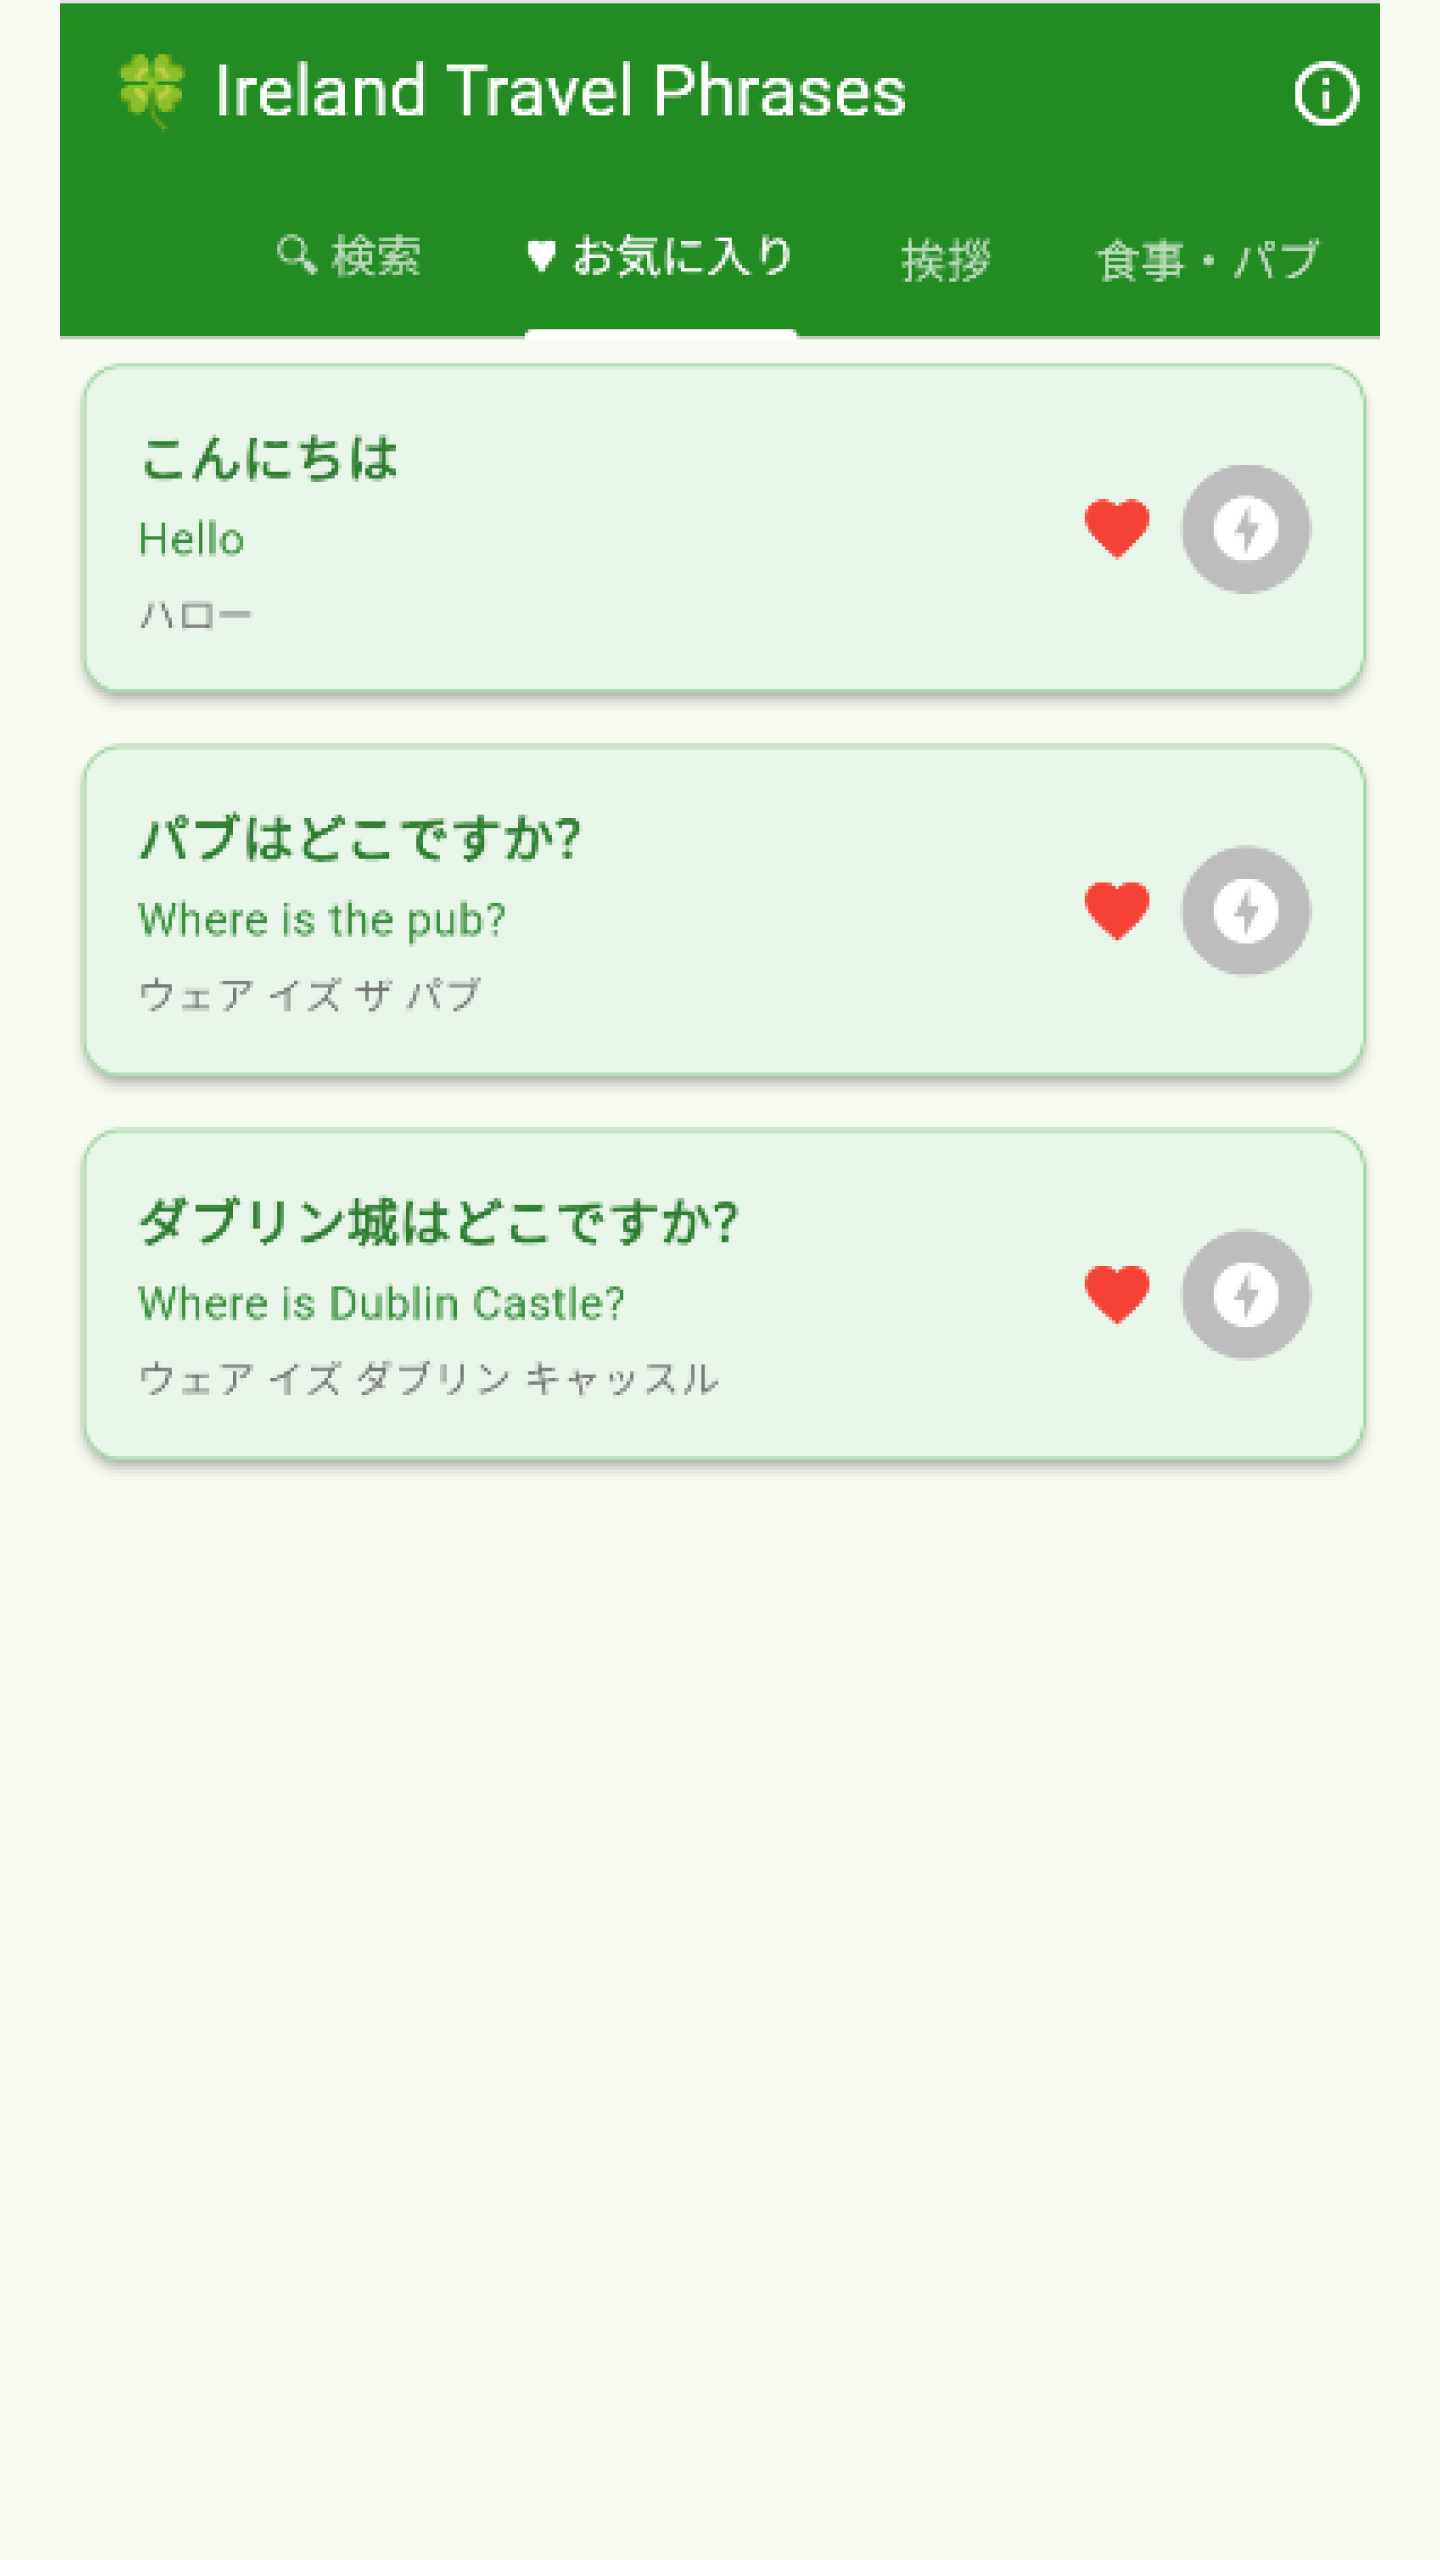 🍀 Ireland Travel Phrases
🔍 検索 ♥ お気に入り 挨拶 食事・パブ
こんにちは
Hello
ハロー
パブはどこですか?
Where is the pub?
ウェア イズ ザ パブ
ダブリン城はどこですか?
Where is Dublin Castle?
ウェア イズ ダブリン キャッスル